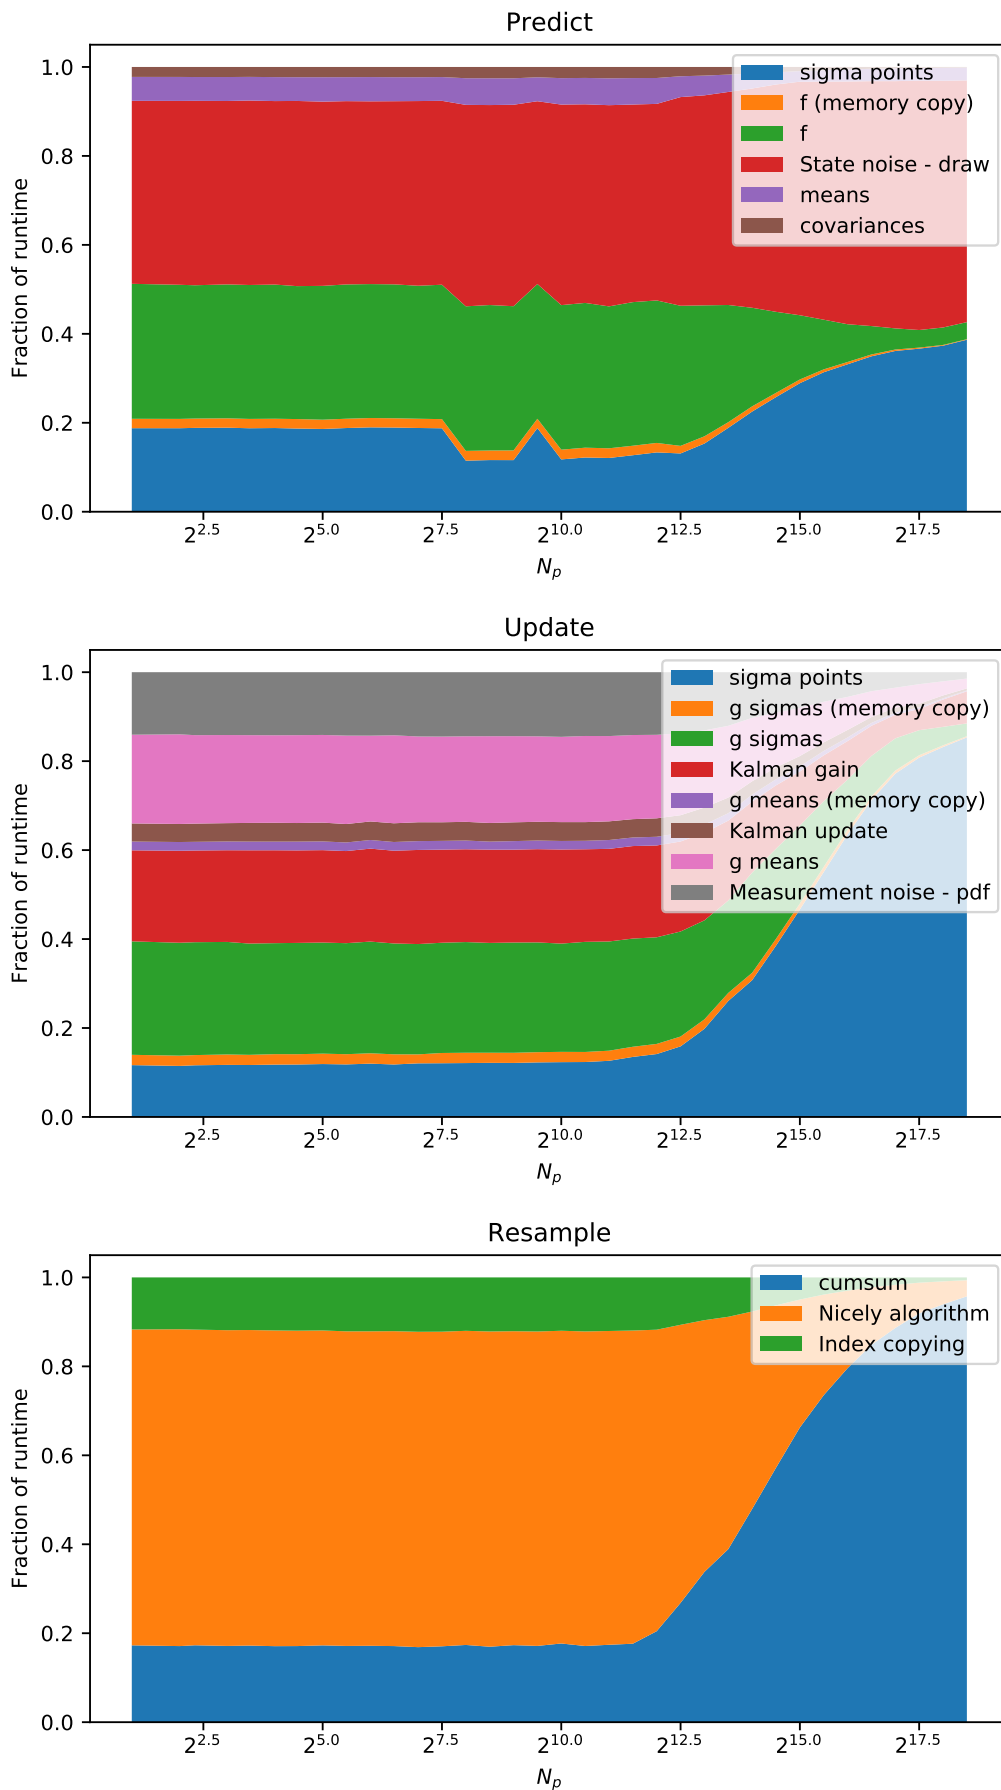 Predict
1.0
0.8
0.6
0.4
0.2
0.0
Fraction of runtime
sigma points
f (memory copy)
f
State noise - draw
means
covariances
2^2.5 2^5.0 2^7.5 2^10.0 2^12.5 2^15.0 2^17.5
N_p
Update
1.0
0.8
0.6
0.4
0.2
0.0
Fraction of runtime
sigma points
g sigmas (memory copy)
g sigmas
Kalman gain
g means (memory copy)
Kalman update
g means
Measurement noise - pdf
2^2.5 2^5.0 2^7.5 2^10.0 2^12.5 2^15.0 2^17.5
N_p
Resample
1.0
0.8
0.6
0.4
0.2
0.0
Fraction of runtime
cumsum
Nicely algorithm
Index copying
2^2.5 2^5.0 2^7.5 2^10.0 2^12.5 2^15.0 2^17.5
N_p